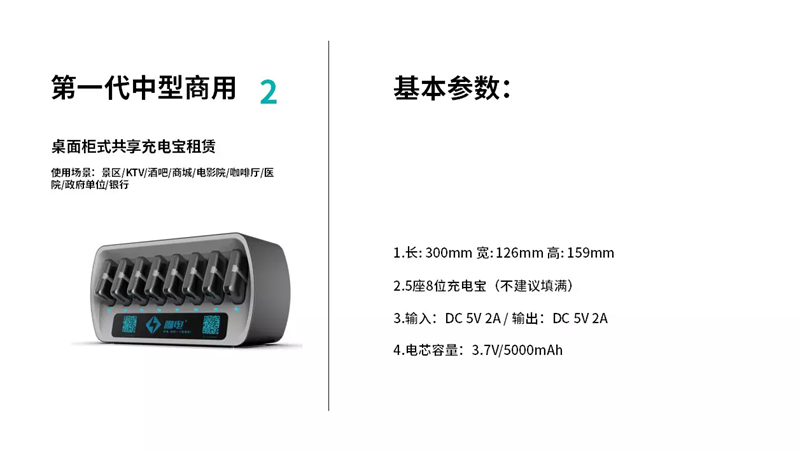 第一代中型商用 2
桌面柜式共享充电宝租赁
使用场景：景区/KTV/酒吧/商城/电影院/咖啡厅/医
院/政府单位/银行
基本参数：
1.长: 300mm 宽: 126mm 高: 159mm
2.5座8位充电宝（不建议填满）
3.输入：DC 5V 2A / 输出：DC 5V 2A
4.电芯容量：3.7V/5000mAh